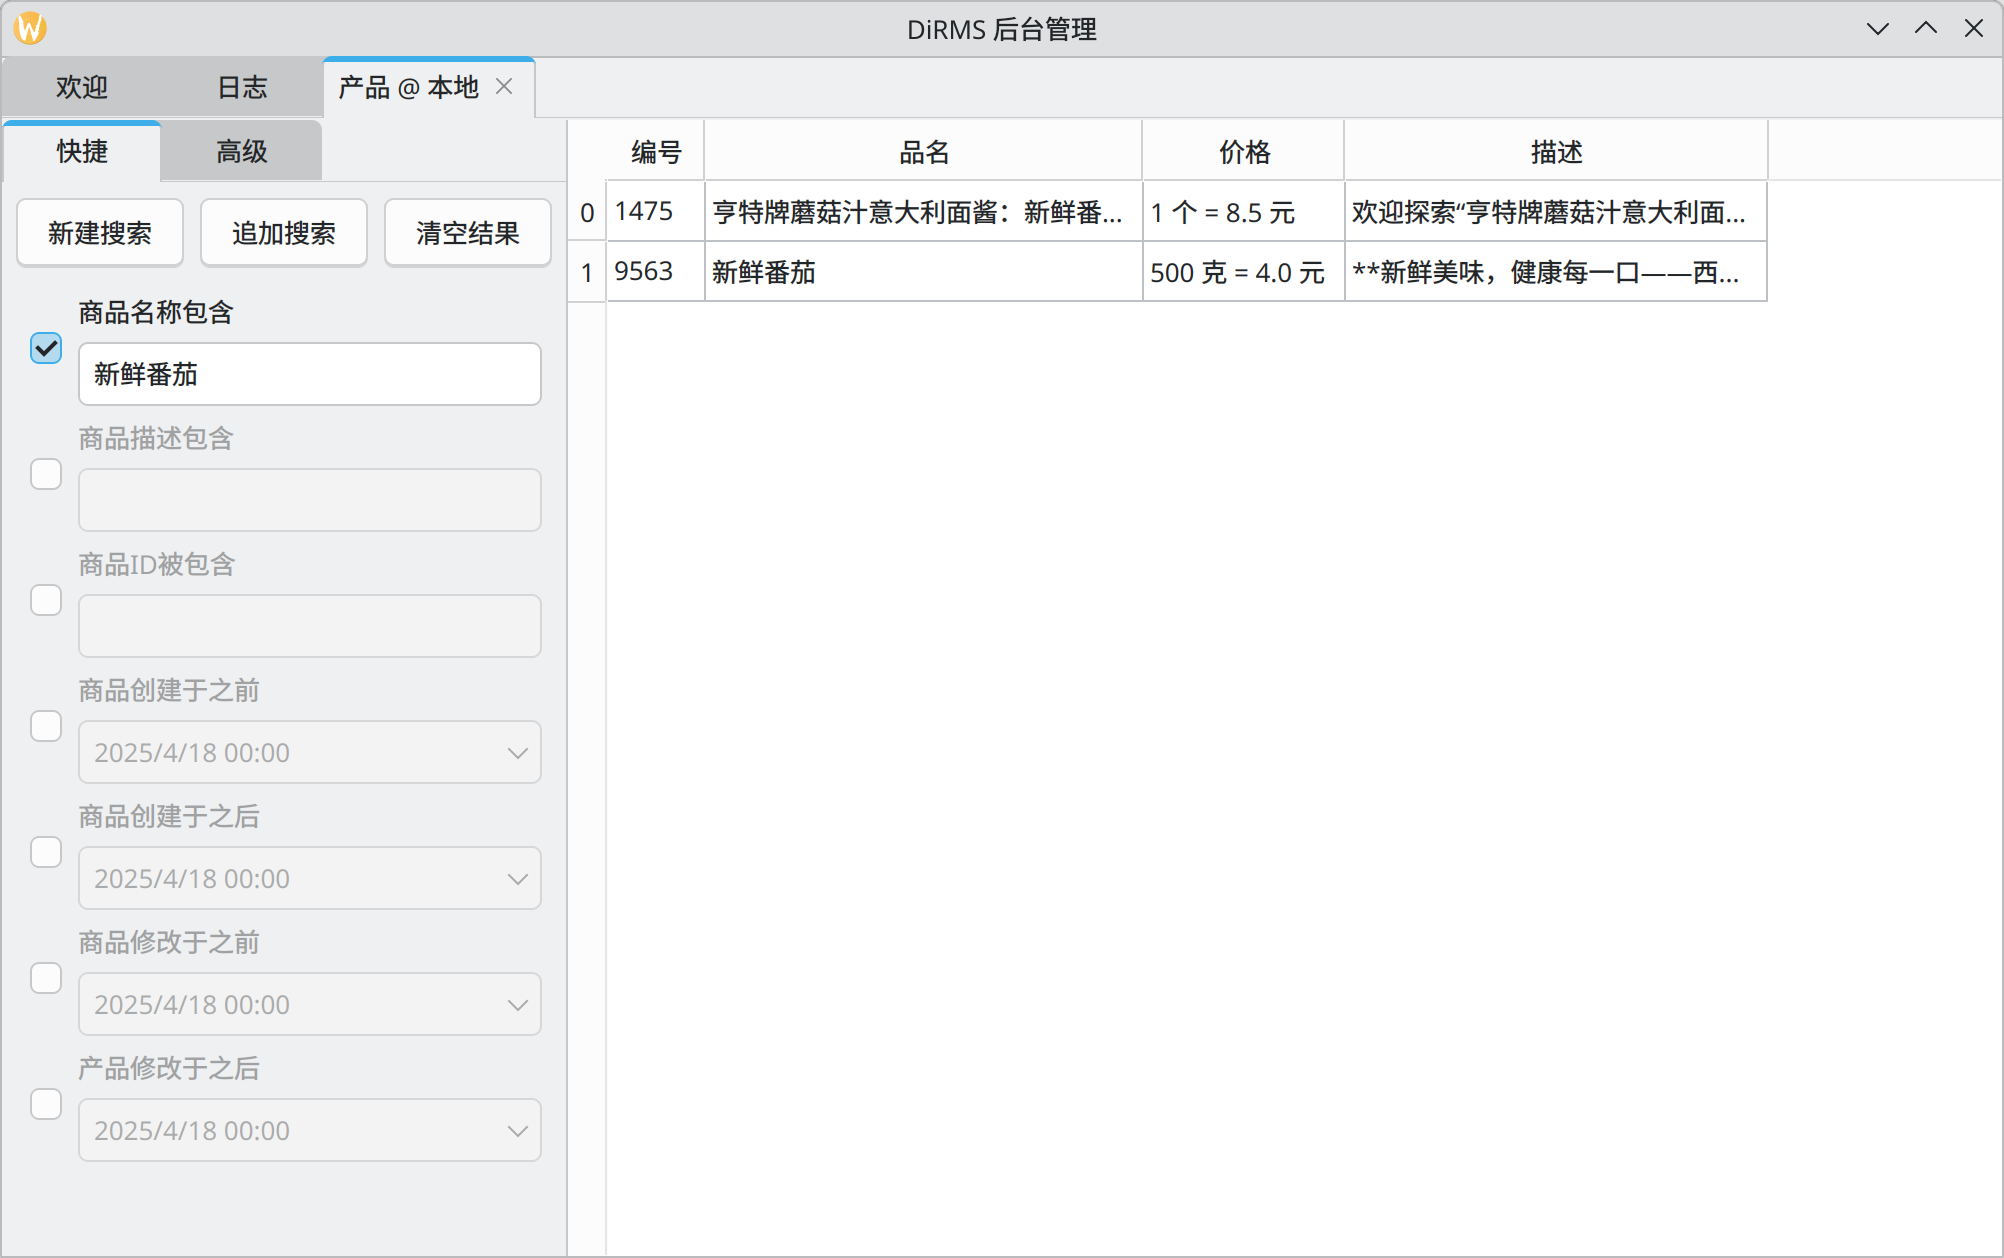 DiRMS 后台管理
欢迎 日志 产品 @ 本地
快捷 高级
新建搜索 追加搜索 清空结果
商品名称包含
新鲜番茄
商品描述包含
商品ID被包含
商品创建于之前
2025/4/18 00:00
商品创建于之后
2025/4/18 00:00
商品修改于之前
2025/4/18 00:00
产品修改于之后
2025/4/18 00:00
编号 品名 价格 描述
0 1475 亨特牌蘑菇汁意大利面酱：新鲜番... 1 个 = 8.5 元 欢迎探索“亨特牌蘑菇汁意大利面...
1 9563 新鲜番茄 500 克 = 4.0 元 **新鲜美味，健康每一口——西...